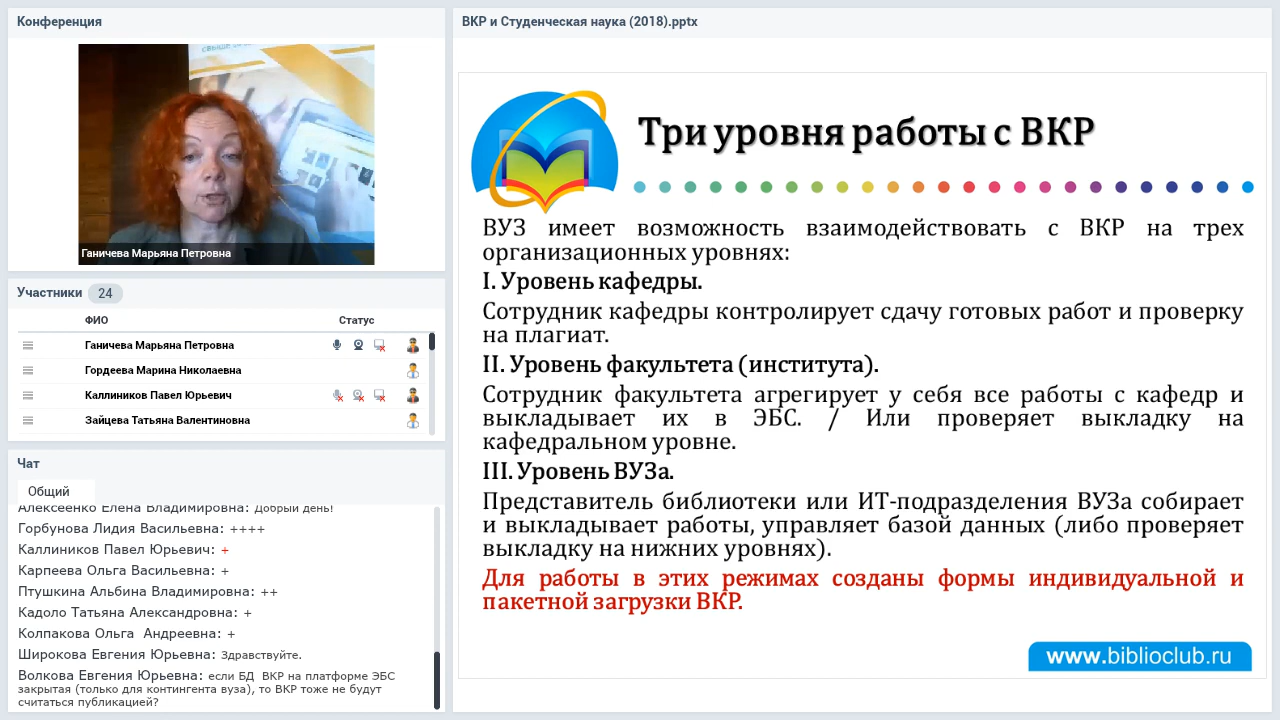 Конференция
Ганичева Марьяна Петровна
Участники 24
ФИО Статус
Ганичева Марьяна Петровна
Гордеева Марина Николаевна
Каллиников Павел Юрьевич
Зайцева Татьяна Валентиновна
Чат
Общий
Алексеенко Елена Владимировна: Добрый день!
Горбунова Лидия Васильевна: ++++
Каллиников Павел Юрьевич: +
Карпеева Ольга Васильевна: +
Птушкина Альбина Владимировна: ++
Кадоло Татьяна Александровна: +
Колпакова Ольга Андреевна: +
Широкова Евгения Юрьевна: Здравствуйте.
Волкова Евгения Юрьевна: если БД ВКР на платформе ЭБС
закрытая (только для контингента вуза), то ВКР тоже не будут
считаться публикацией?
ВКР и Студенческая наука (2018).pptx
Три уровня работы с ВКР
ВУЗ имеет возможность взаимодействовать с ВКР на трех
организационных уровнях:
I. Уровень кафедры.
Сотрудник кафедры контролирует сдачу готовых работ и проверку
на плагиат.
II. Уровень факультета (института).
Сотрудник факультета агрегирует у себя все работы с кафедр и
выкладывает их в ЭБС. / Или проверяет выкладку на
кафедральном уровне.
III. Уровень ВУЗа.
Представитель библиотеки или ИТ-подразделения ВУЗа собирает
и выкладывает работы, управляет базой данных (либо проверяет
выкладку на нижних уровнях).
Для работы в этих режимах созданы формы индивидуальной и
пакетной загрузки ВКР.
www.biblioclub.ru